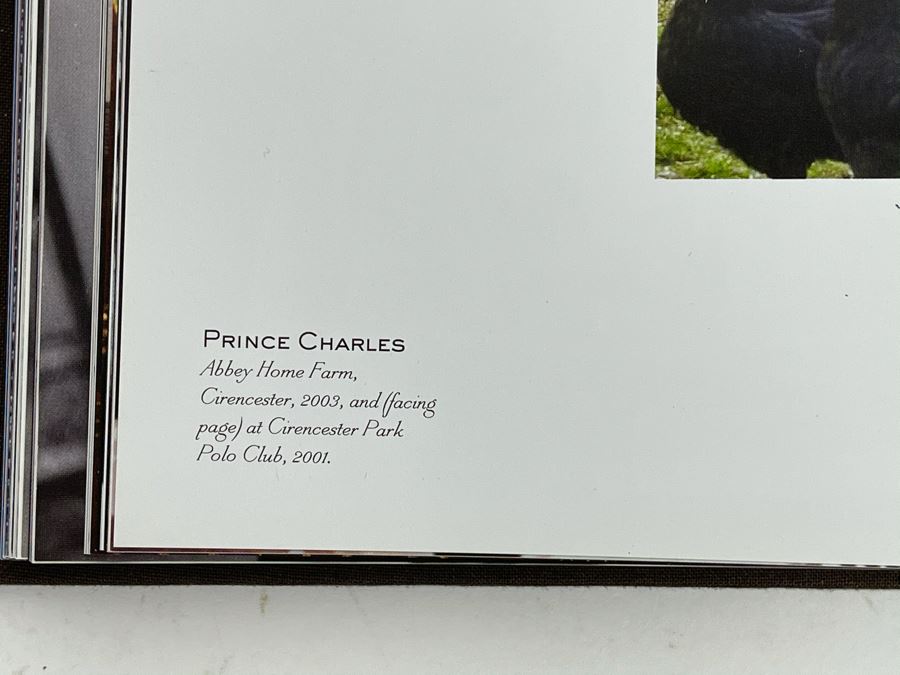 PRINCE CHARLES
Abbey Home Farm,
Cirencester, 2003, and (facing
page) at Cirencester Park
Polo Club, 2001.